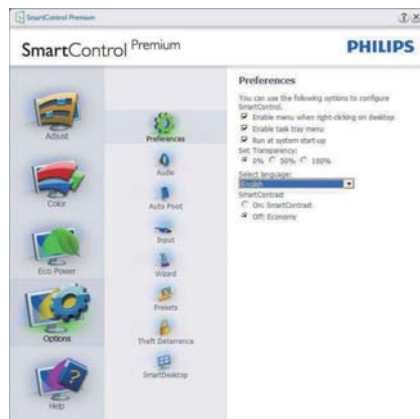 SmartControl Premium
SmartControl Premium
PHILIPS
Adjust
Color
Eco Power
Options
Help
Preferences
Audio
Auto Pivot
Input
Wizard
Presets
Theft Deterrence
SmartDesktop
Preferences
You can use the following options to configure
SmartControl.
Enable menu when right-clicking on desktop
Enable task tray menu
Run at system start-up
Set Transparency:
0% 50% 100%
Select language:
English
SmartContrast
On: SmartContrast
Off: Economy